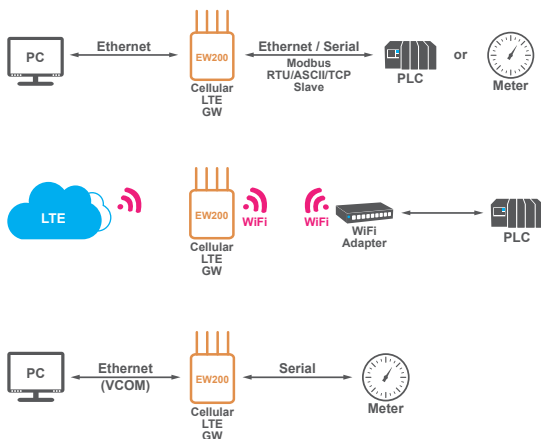 PC
Ethernet
EW200
Cellular
LTE
GW
Ethernet / Serial
Modbus
RTU/ASCII/TCP
Slave
PLC
or
Meter
LTE
EW200
Cellular
LTE
GW
WiFi
WiFi
WiFi
Adapter
PLC
PC
Ethernet
(VCOM)
EW200
Cellular
LTE
GW
Serial
Meter